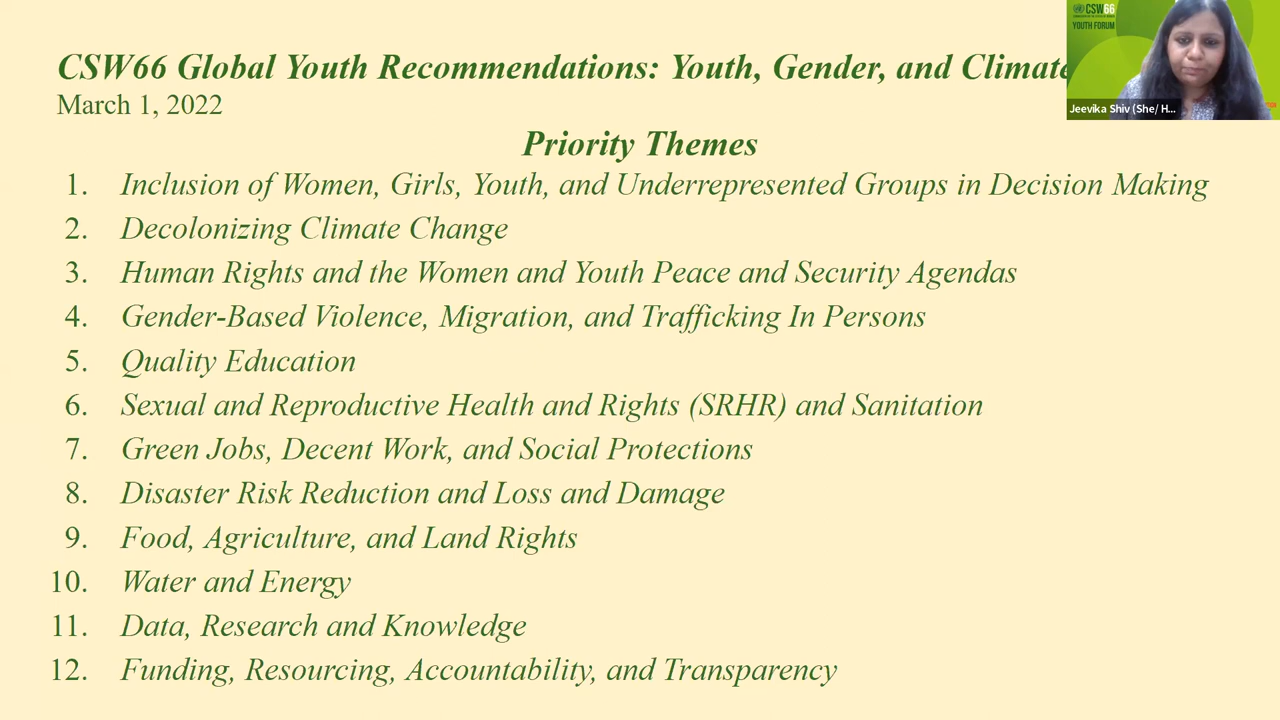 CSW66 Global Youth Recommendations: Youth, Gender, and Climate
March 1, 2022
Priority Themes
1. Inclusion of Women, Girls, Youth, and Underrepresented Groups in Decision Making
2. Decolonizing Climate Change
3. Human Rights and the Women and Youth Peace and Security Agendas
4. Gender-Based Violence, Migration, and Trafficking In Persons
5. Quality Education
6. Sexual and Reproductive Health and Rights (SRHR) and Sanitation
7. Green Jobs, Decent Work, and Social Protections
8. Disaster Risk Reduction and Loss and Damage
9. Food, Agriculture, and Land Rights
10. Water and Energy
11. Data, Research and Knowledge
12. Funding, Resourcing, Accountability, and Transparency
CSW66
YOUTH FORUM
Jeevika Shiv (She/ H...